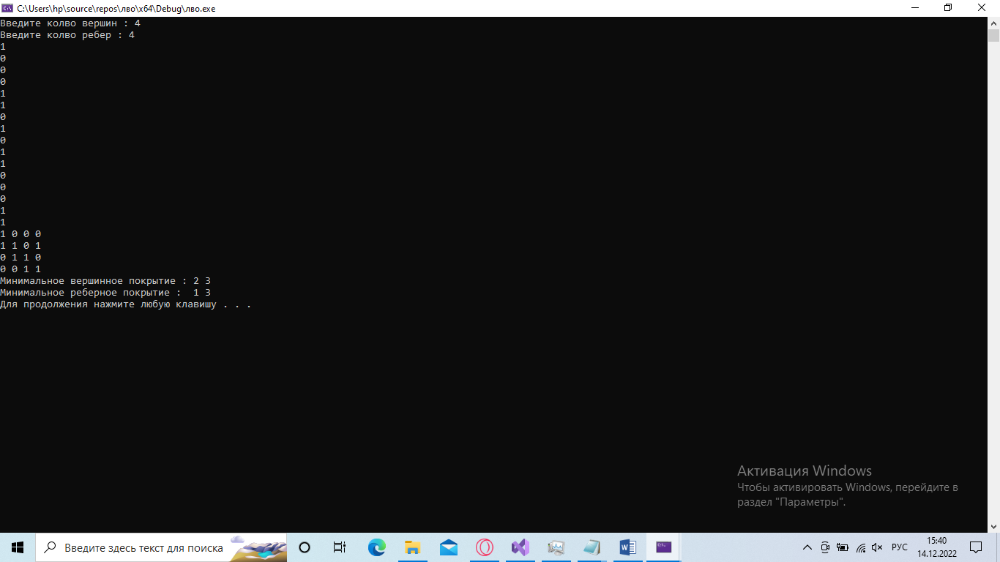 C:\Users\hp\source\repos\лво\x64\Debug\лво.exe
Введите колво вершин : 4
Введите колво ребер : 4
1
0
0
0
1
1
0
1
0
1
1
0
0
0
1
1
1 0 0 0
1 1 0 1
0 1 1 0
0 0 1 1
Минимальное вершинное покрытие : 2 3
Минимальное реберное покрытие :  1 3
Для продолжения нажмите любую клавишу . . .
Активация Windows
Чтобы активировать Windows, перейдите в
раздел "Параметры".
Введите здесь текст для поиска
РУС
15:40
14.12.2022